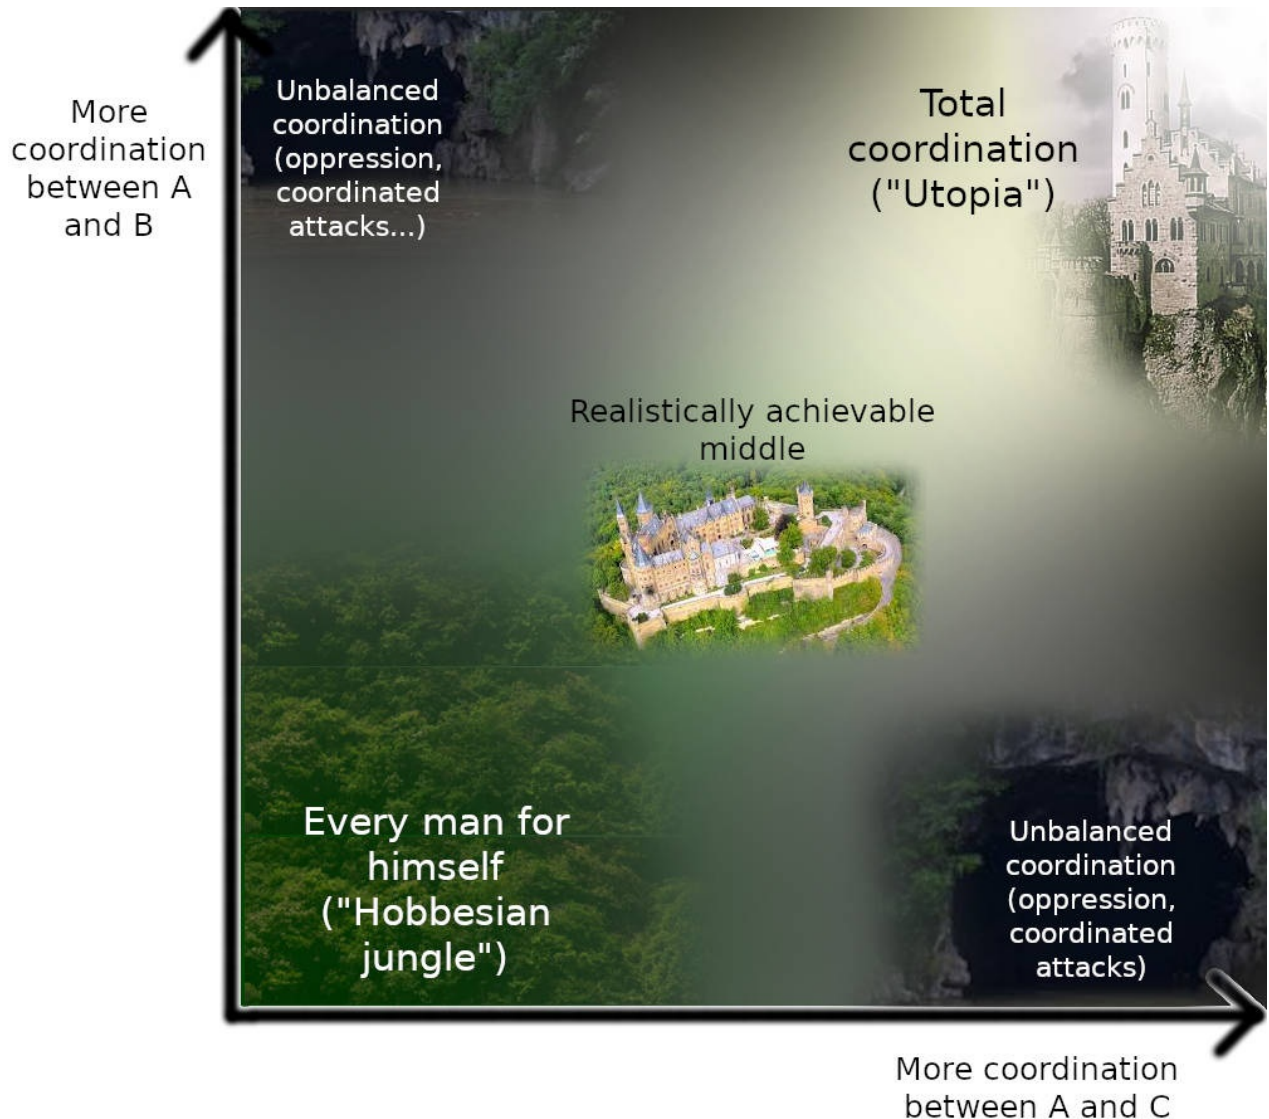 More
coordination
between A
and B
Unbalanced
coordination
(oppression,
coordinated
attacks...)
Total
coordination
("Utopia")
Realistically achievable
middle
Every man for
himself
("Hobbesian
jungle")
Unbalanced
coordination
(oppression,
coordinated
attacks)
More coordination
between A and C